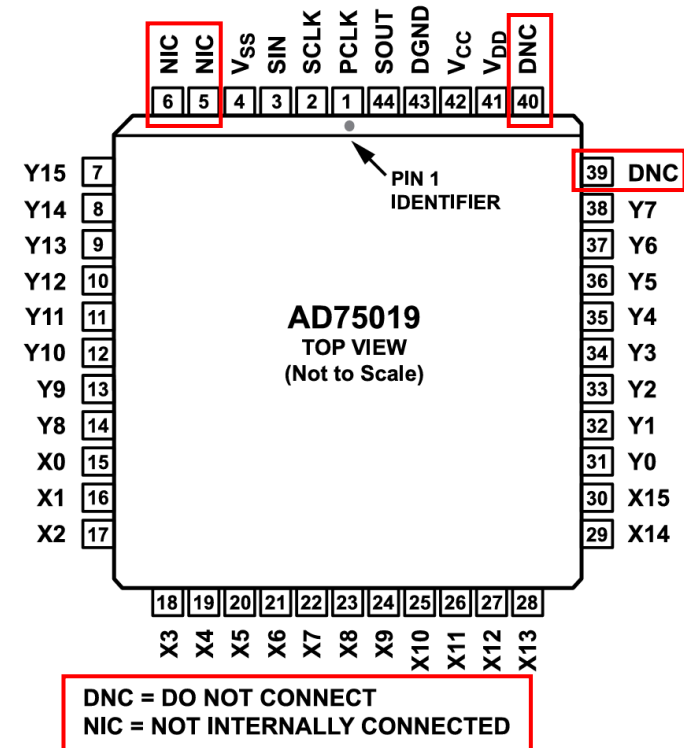 NIC NIC VSS SIN SCLK PCLK SOUT DGND VCC VDD DNC
6 5 4 3 2 1 44 43 42 41 40
PIN 1
IDENTIFIER
Y15 7
Y14 8
Y13 9
Y12 10
Y11 11
Y10 12
Y9 13
Y8 14
X0 15
X1 16
X2 17
39 DNC
38 Y7
37 Y6
36 Y5
35 Y4
34 Y3
33 Y2
32 Y1
31 Y0
30 X15
29 X14
AD75019
TOP VIEW
(Not to Scale)
18 19 20 21 22 23 24 25 26 27 28
X3 X4 X5 X6 X7 X8 X9 X10 X11 X12 X13
DNC = DO NOT CONNECT
NIC = NOT INTERNALLY CONNECTED